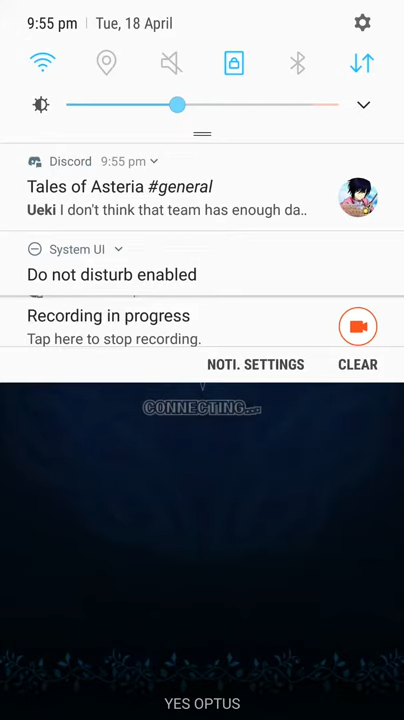 9:55 pm | Tue, 18 April
Discord 9:55 pm
Tales of Asteria #general
Ueki I don't think that team has enough da..
System UI
Do not disturb enabled
Recording in progress
Tap here to stop recording.
NOTI. SETTINGS CLEAR
CONNECTING...
YES OPTUS